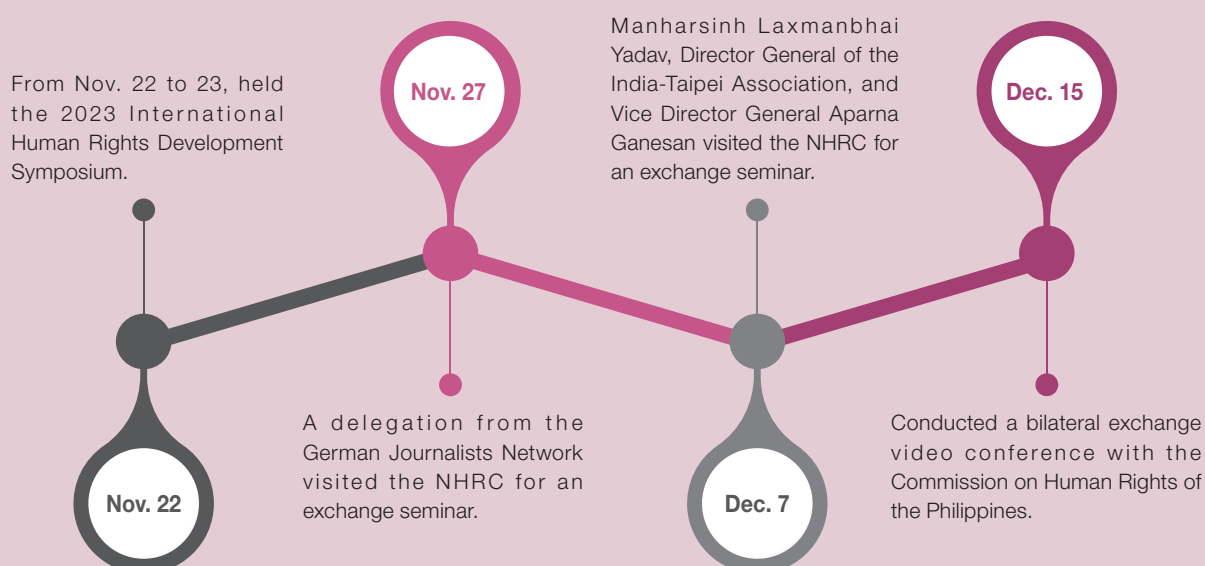 From Nov. 22 to 23, held
the 2023 International
Human Rights Development
Symposium.
Nov. 22
Nov. 27
A delegation from the
German Journalists Network
visited the NHRC for an
exchange seminar.
Manharsinh Laxmanbhai
Yadav, Director General of the
India-Taipei Association, and
Vice Director General Aparna
Ganesan visited the NHRC for
an exchange seminar.
Dec. 7
Dec. 15
Conducted a bilateral exchange
video conference with the
Commission on Human Rights of
the Philippines.